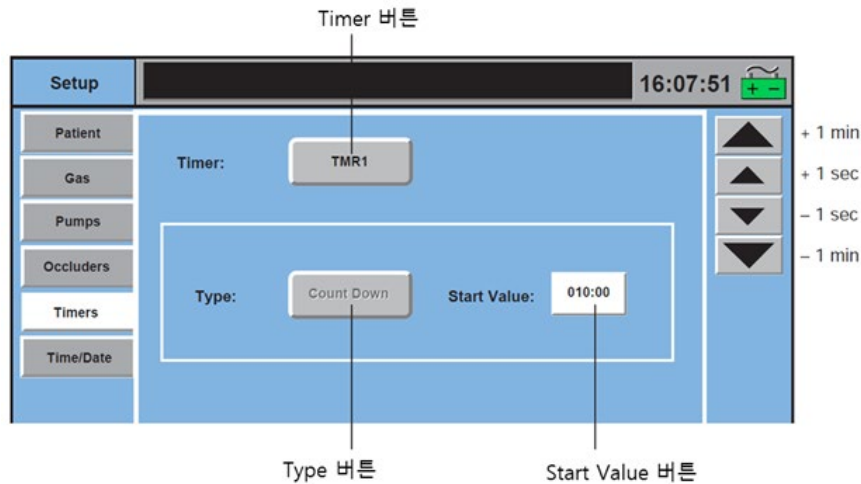 Timer 버튼
Setup
16:07:51
+ −
Patient
Gas
Pumps
Occluders
Timers
Time/Date
Timer:
TMR1
Type:
Count Down
Start Value:
010:00
+ 1 min
+ 1 sec
– 1 sec
– 1 min
Type 버튼
Start Value 버튼